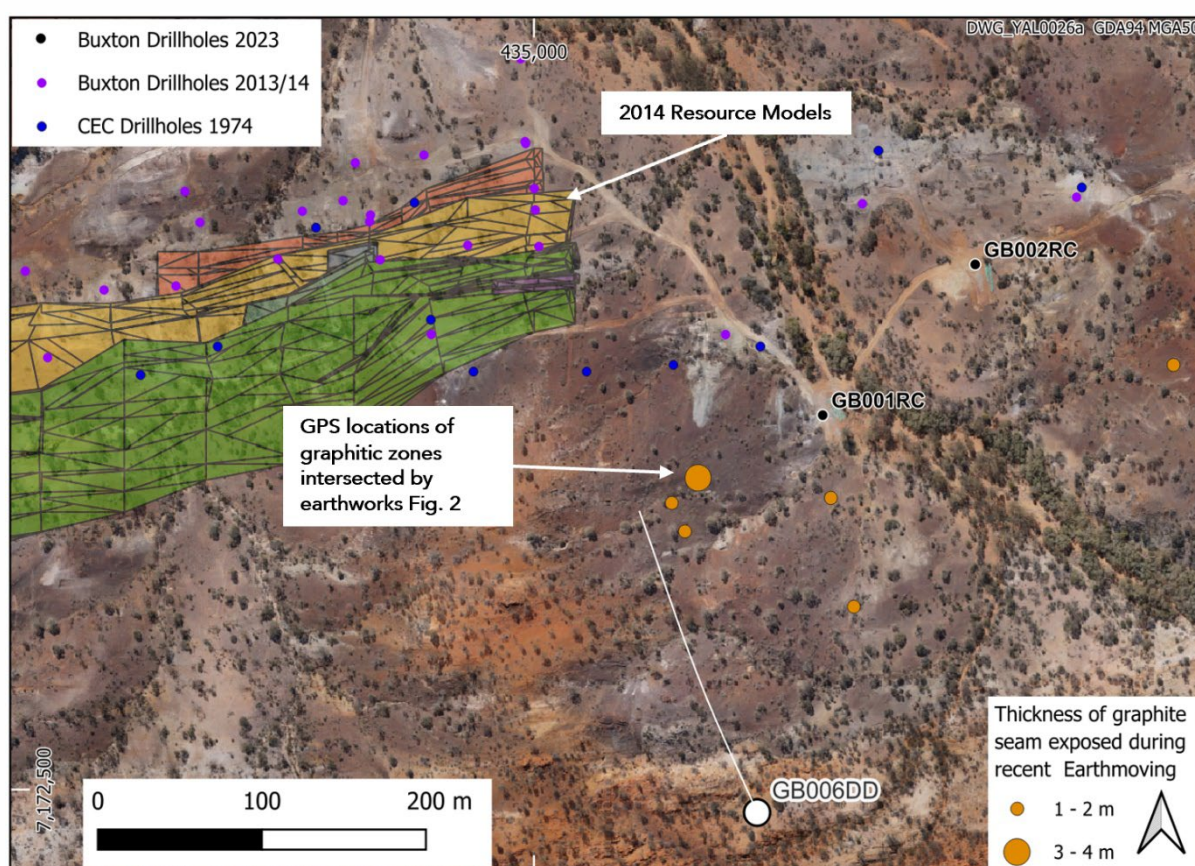 Buxton Drillholes 2023
Buxton Drillholes 2013/14
CEC Drillholes 1974
435,000
DWG_YAL0026a GDA94 MGA50
2014 Resource Models
GB002RC
GB001RC
GPS locations of
graphitic zones
intersected by
earthworks Fig. 2
7,172,500
0 100 200 m
GB006DD
Thickness of graphite
seam exposed during
recent Earthmoving
1 - 2 m
3 - 4 m